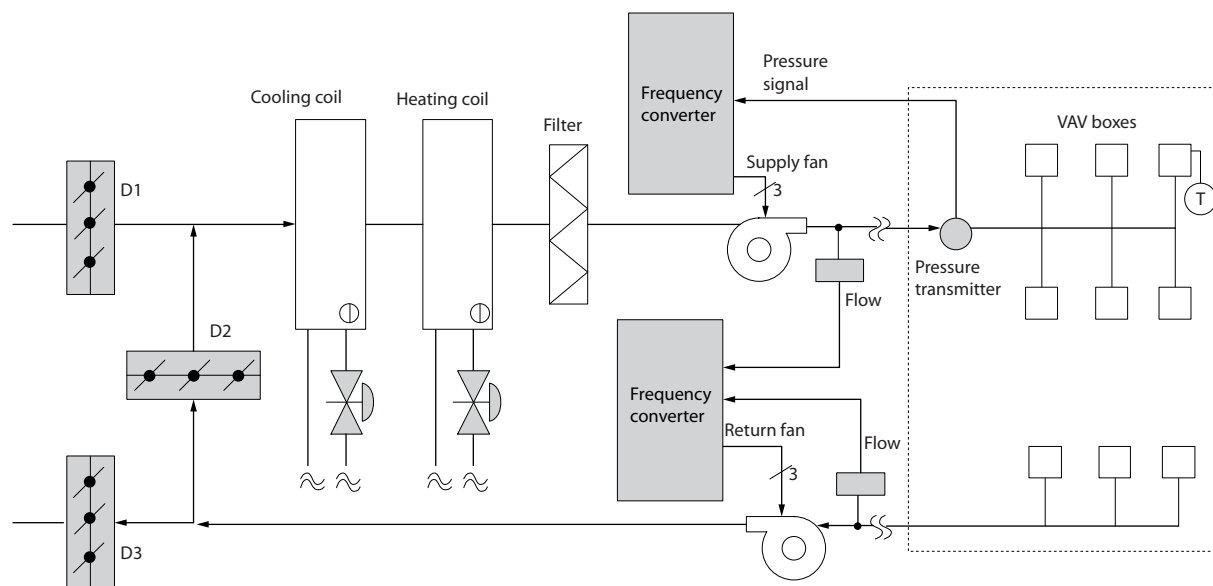 Pressure
signal
Cooling coil
Heating coil
Frequency
converter
Filter
VAV boxes
Supply fan
3
D1
T
Pressure
transmitter
Flow
D2
Frequency
converter
Return fan
Flow
3
D3